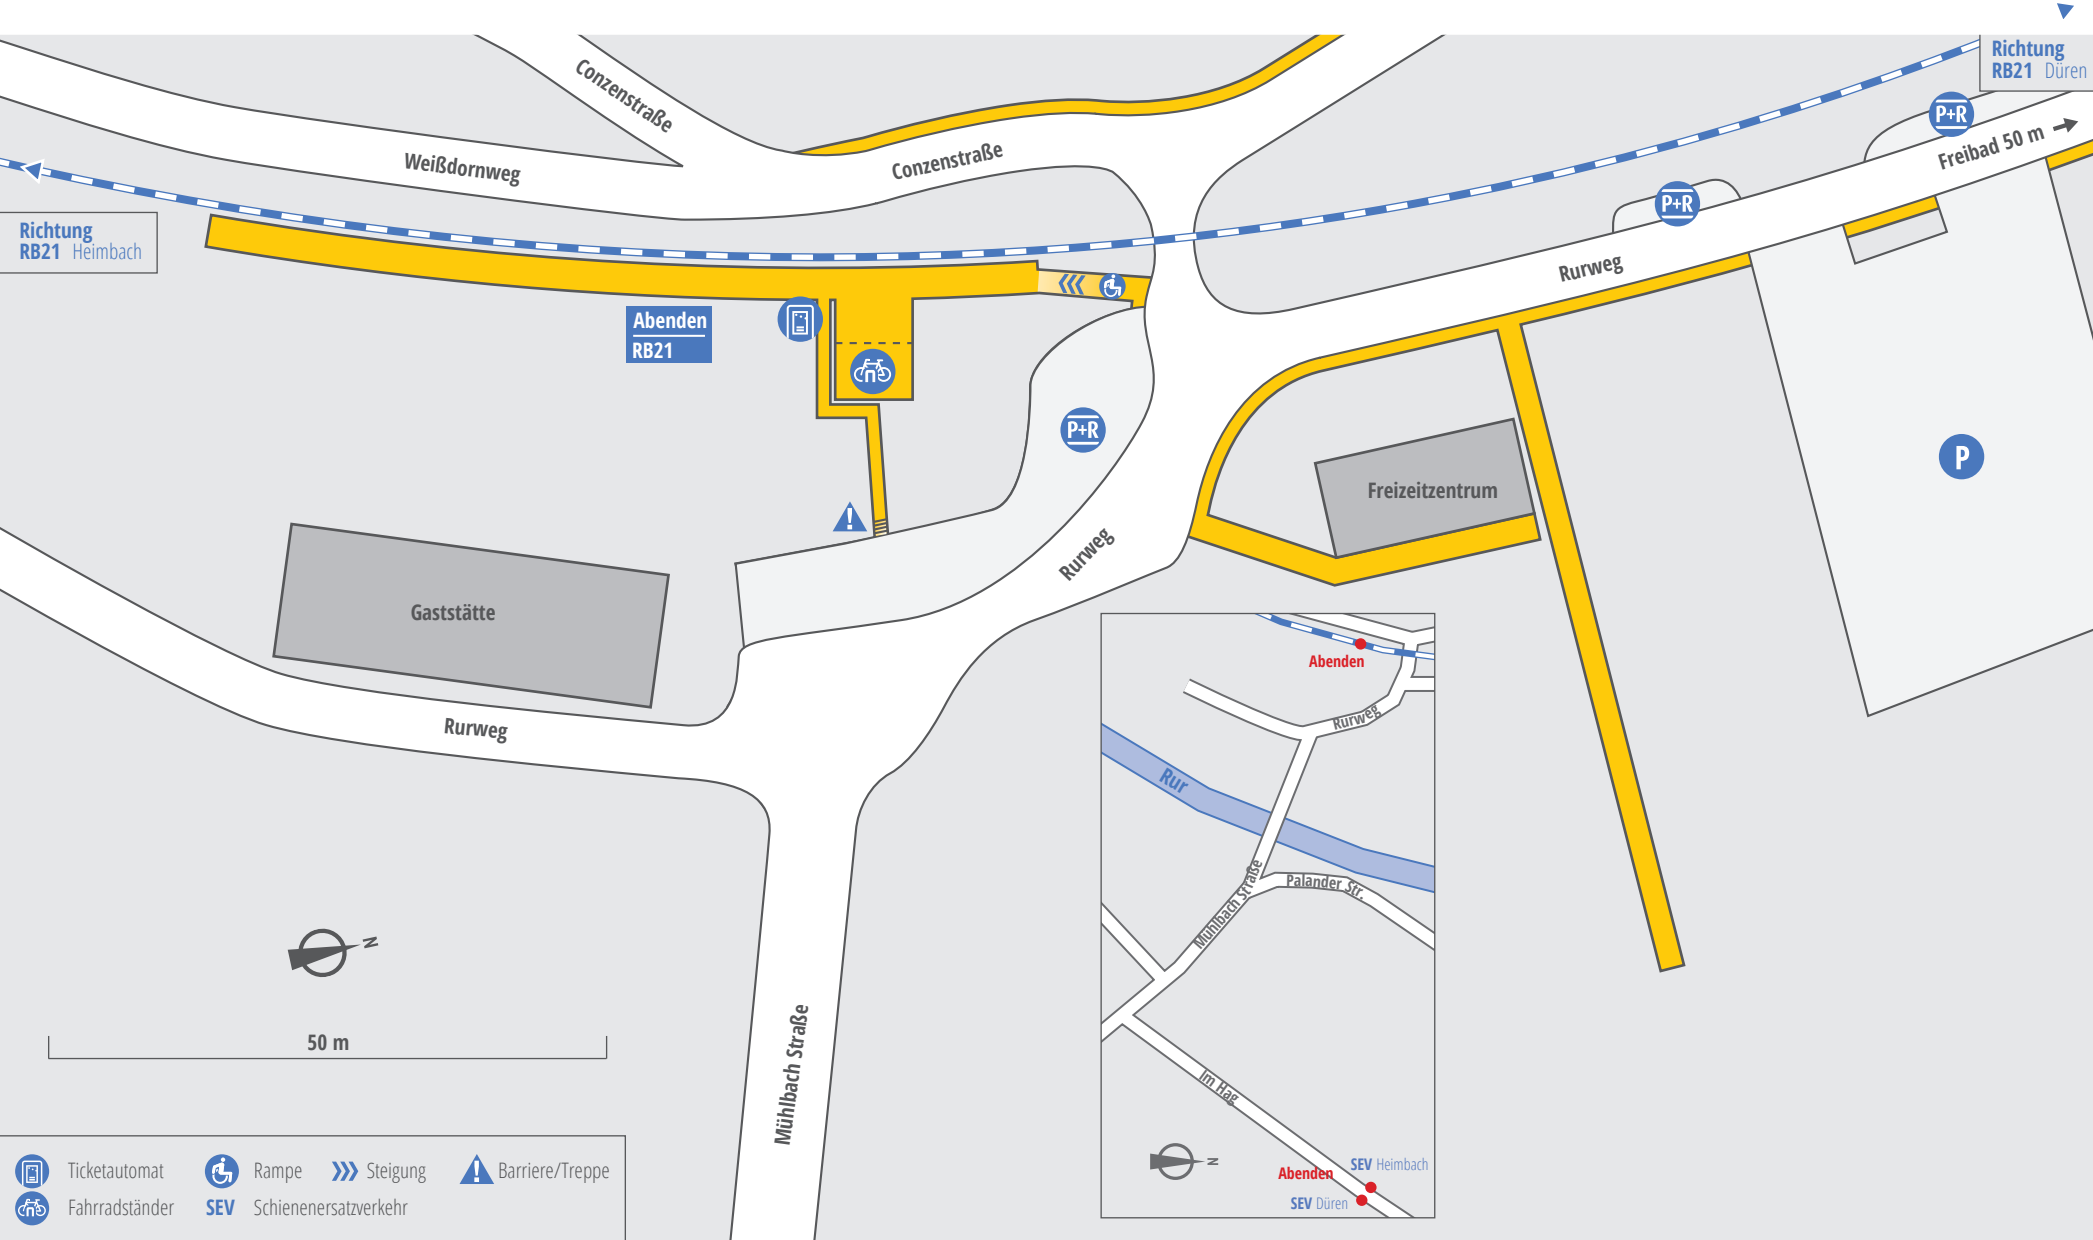 Richtung
RB21 Düren
P+R
Freibad 50 m
Conzenstraße
Conzenstraße
Weißdornweg
P+R
Richtung
RB21 Heimbach
Rurweg
Abenden
RB21
P+R
P
Freizeitzentrum
Rurweg
Gaststätte
Rurweg
Abenden
Rurweg
Rur
Palander Str.
Mühlbach Straße
Im Hag
N
Abenden
SEV Heimbach
SEV Düren
N
50 m
Mühlbach Straße
Ticketautomat
Rampe
Steigung
Barriere/Treppe
Fahrradständer
SEV Schienenersatzverkehr